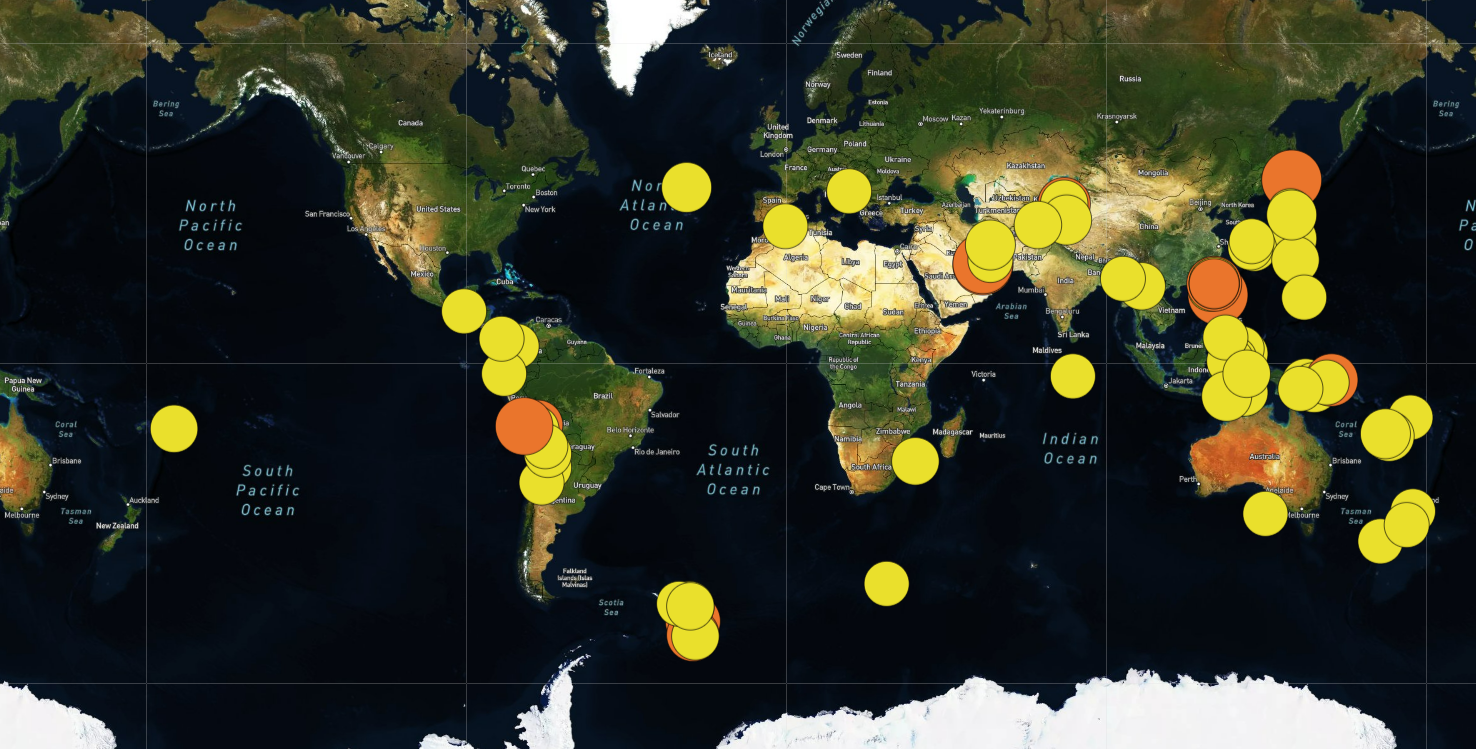 Norwegian
Iceland
Sweden
Finland
Norway
Estonia
Russia
Bering
Sea
Bering
Sea
Canada
Denmark
Lithuania
Moscow
Kazan
Yekaterinburg
Krasnoyarsk
United
Kingdom
London
Germany
Poland
Calgary
Vancouver
France
Ukraine
Moldova
Kazakhstan
Mongolia
Quebec
Toronto
Boston
New York
North
Pacific
Ocean
San Francisco
United States
Los Angeles
Houston
Spain
Istanbul
Greece
Turkey
Azerbaijan
Uzbekistan
Turkmenistan
Beijing
North Korea
China
Ocean
Tunisia
Syria
Mexico
Cuba
Algeria
Libya
Egypt
Cairo
Western
Sahara
Saudi Ar
Pakistan
Nepal
India
Mumbai
Mauritania
Mali
Niger
Chad
Sudan
Eritrea
Yemen
Arabian
Sea
Bengaluru
Vietnam
Senegal
Guinea
Burkina Faso
Ghana
Nigeria
Central African
Republic
Ethiopia
Sri Lanka
Caracas
Guyana
Maldives
Malaysia
Brunei
Republic of
the Congo
Kenya
Victoria
Indone
Jakarta
Papua New
Guinea
Fortaleza
Brazil
Tanzania
Angola
Malawi
Salvador
Coral
Sea
Coral
Sea
Belo Horizonte
Rio de Janeiro
Zimbabwe
Madagascar
Mauritius
Namibia
Indian
Ocean
South
Atlantic
Ocean
Brisbane
Australia
Brisbane
South
Pacific
Ocean
South Africa
Cape Town
Uruguay
Perth
Adelaide
Sydney
Sydney
Auckland
Melbourne
Tasman
Sea
New Zealand
Melbourne
Tasman
Sea
Falkland
Islands (Islas
Malvinas)
Scotia
Sea